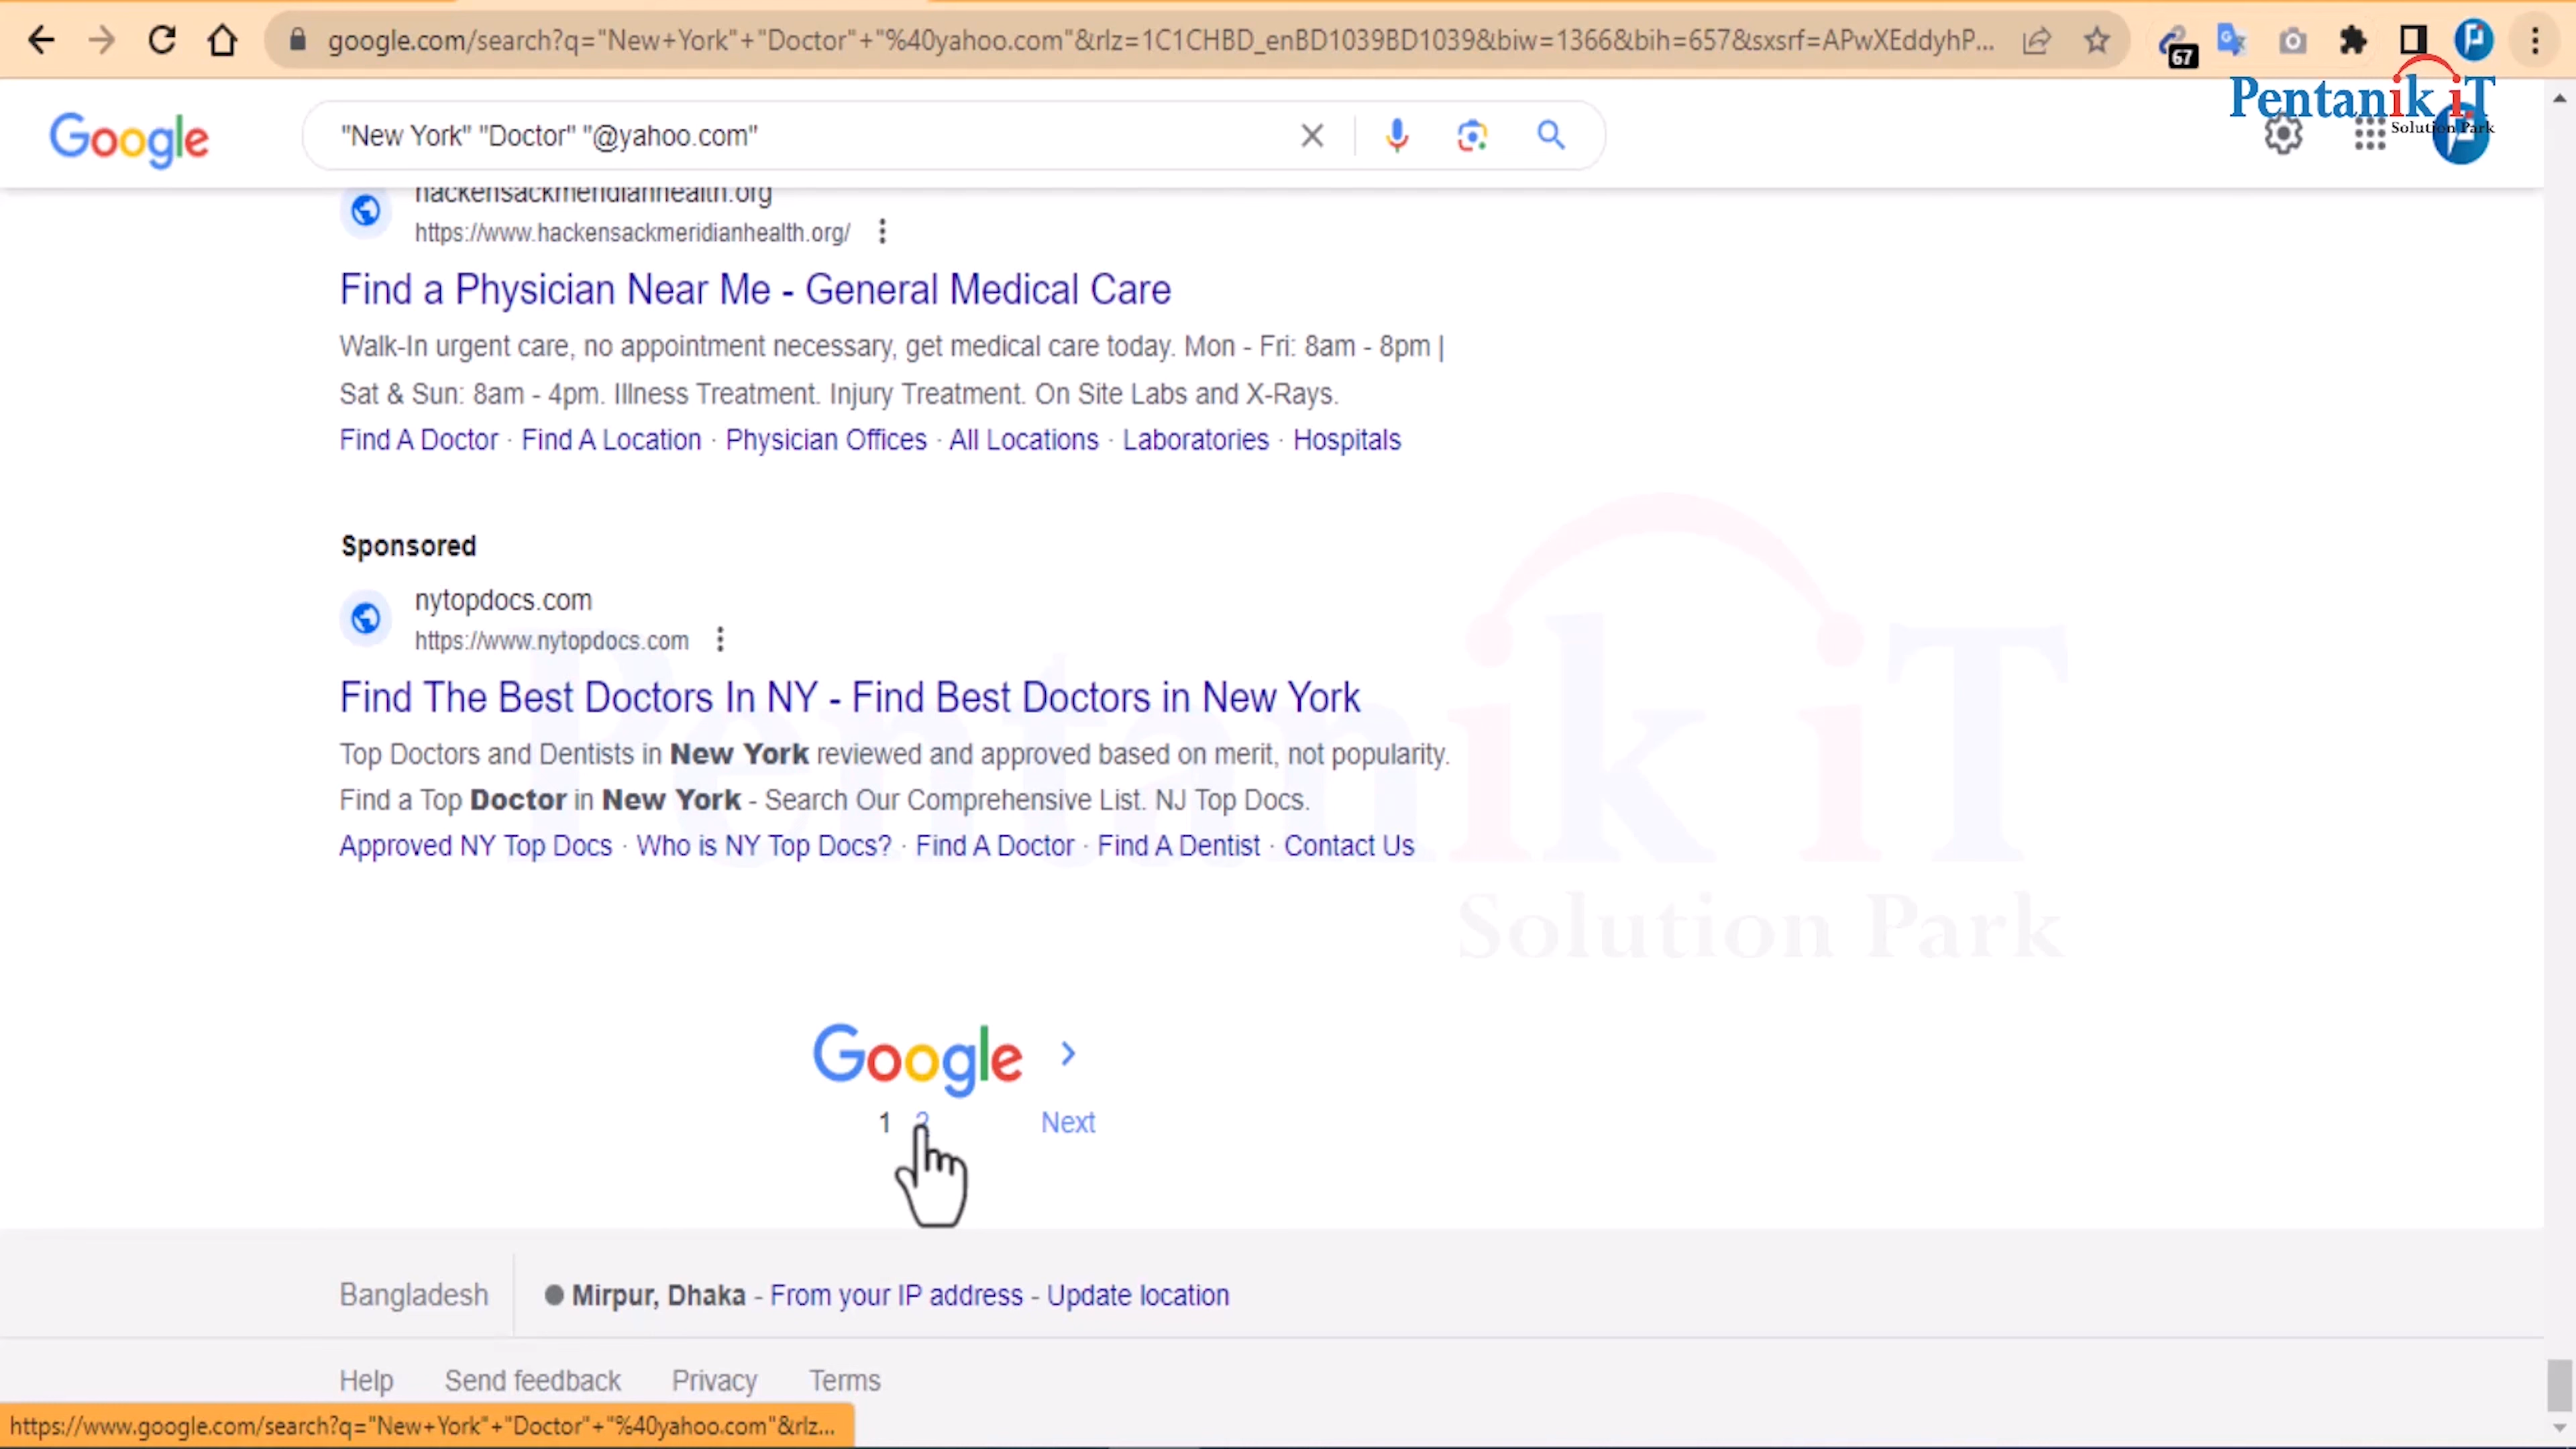 google.com/search?q="New+York"+"Doctor"+"%40yahoo.com"&rlz=1C1CHBD_enBD1039BD1039&biw=1366&bih=657&sxsrf=APwXEddyhP...
67
Pentanik iT
Solution Park
Google
"New York" "Doctor" "@yahoo.com"
hackensackmeridianhealth.org
https://www.hackensackmeridianhealth.org/
Find a Physician Near Me - General Medical Care
Walk-In urgent care, no appointment necessary, get medical care today. Mon - Fri: 8am - 8pm |
Sat & Sun: 8am - 4pm. Illness Treatment. Injury Treatment. On Site Labs and X-Rays.
Find A Doctor · Find A Location · Physician Offices · All Locations · Laboratories · Hospitals
Sponsored
nytopdocs.com
https://www.nytopdocs.com
Find The Best Doctors In NY - Find Best Doctors in New York
Top Doctors and Dentists in New York reviewed and approved based on merit, not popularity.
Find a Top Doctor in New York - Search Our Comprehensive List. NJ Top Docs.
Approved NY Top Docs · Who is NY Top Docs? · Find A Doctor · Find A Dentist · Contact Us
Pentanik iT
Solution Park
Google >
1 2 Next
Bangladesh
Mirpur, Dhaka - From your IP address - Update location
Help Send feedback Privacy Terms
https://www.google.com/search?q="New+York"+"Doctor"+"%40yahoo.com"&rlz...